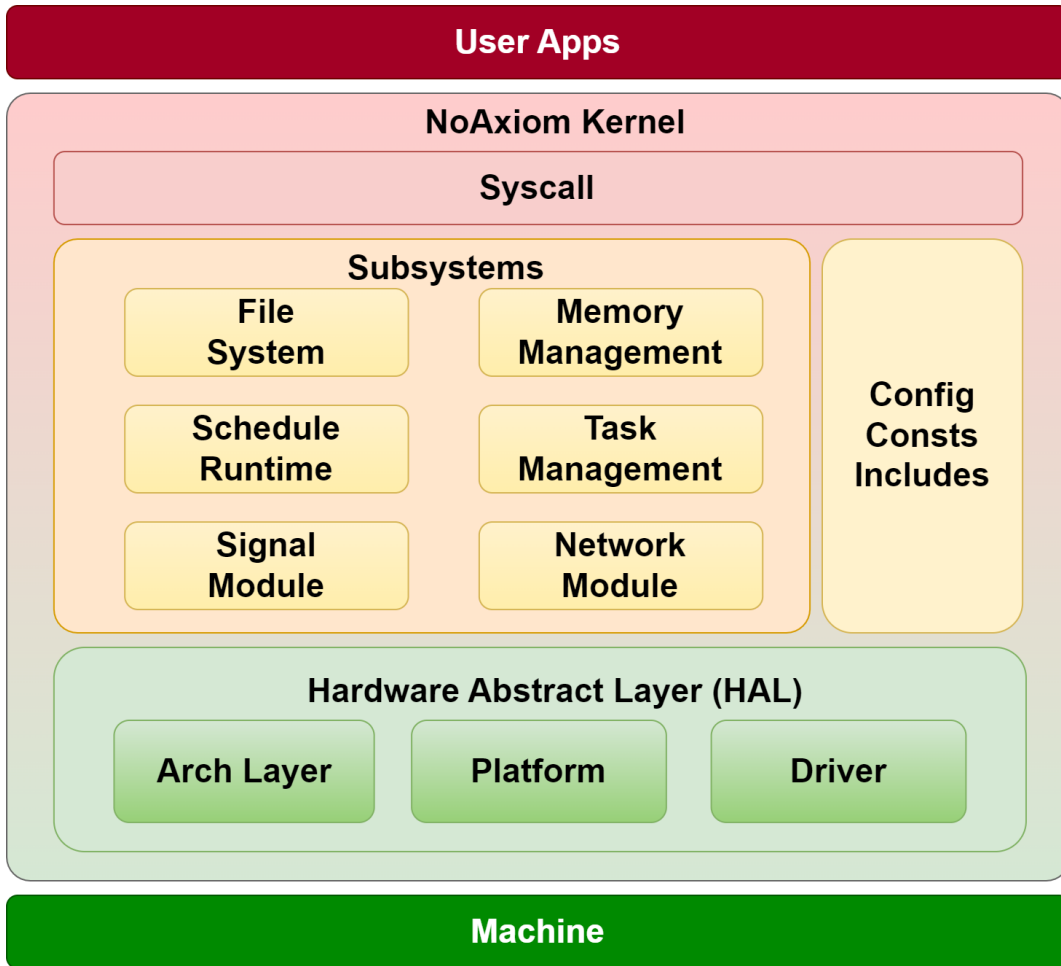 User Apps
NoAxiom Kernel
Syscall
Subsystems
File
System
Memory
Management
Schedule
Runtime
Task
Management
Signal
Module
Network
Module
Config
Consts
Includes
Hardware Abstract Layer (HAL)
Arch Layer
Platform
Driver
Machine